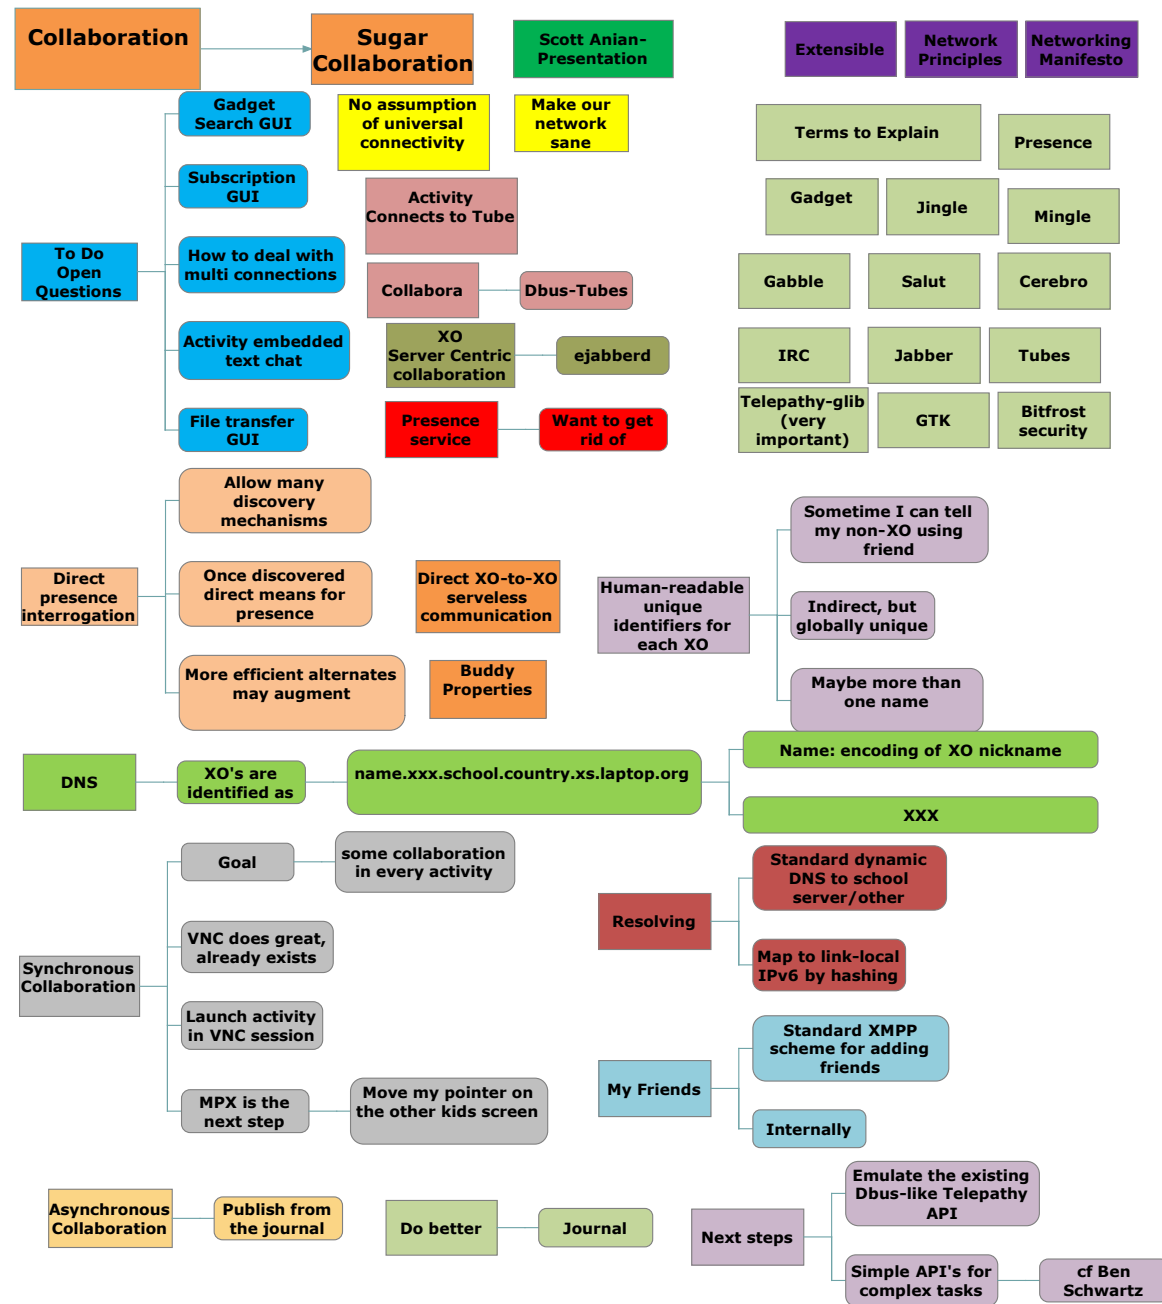 Collaboration
Sugar
Collaboration
Scott Anian-
Presentation
Extensible
Network
Principles
Networking
Manifesto
Gadget
Search GUI
No assumption
of universal
connectivity
Make our
network
sane
Terms to Explain
Presence
Subscription
GUI
Activity
Connects to Tube
Gadget
Jingle
Mingle
To Do
Open
Questions
How to deal with
multi connections
Collabora
Dbus-Tubes
Gabble
Salut
Cerebro
Activity embedded
text chat
XO
Server Centric
collaboration
ejabberd
IRC
Jabber
Tubes
File transfer
GUI
Presence
service
Want to get
rid of
Telepathy-glib
(very
important)
GTK
Bitfrost
security
Direct
presence
interrogation
Allow many
discovery
mechanisms
Once discovered
direct means for
presence
More efficient alternates
may augment
Direct XO-to-XO
serveless
communication
Buddy
Properties
Human-readable
unique
identifiers for
each XO
Sometime I can tell
my non-XO using
friend
Indirect, but
globally unique
Maybe more than
one name
DNS
XO's are
identified as
name.xxx.school.country.xs.laptop.org
Name: encoding of XO nickname
XXX
Synchronous
Collaboration
Goal
some collaboration
in every activity
VNC does great,
already exists
Launch activity
in VNC session
MPX is the
next step
Move my pointer on
the other kids screen
Resolving
Standard dynamic
DNS to school
server/other
Map to link-local
IPv6 by hashing
My Friends
Standard XMPP
scheme for adding
friends
Internally
Asynchronous
Collaboration
Publish from
the journal
Do better
Journal
Next steps
Emulate the existing
Dbus-like Telepathy
API
Simple API's for
complex tasks
cf Ben
Schwartz